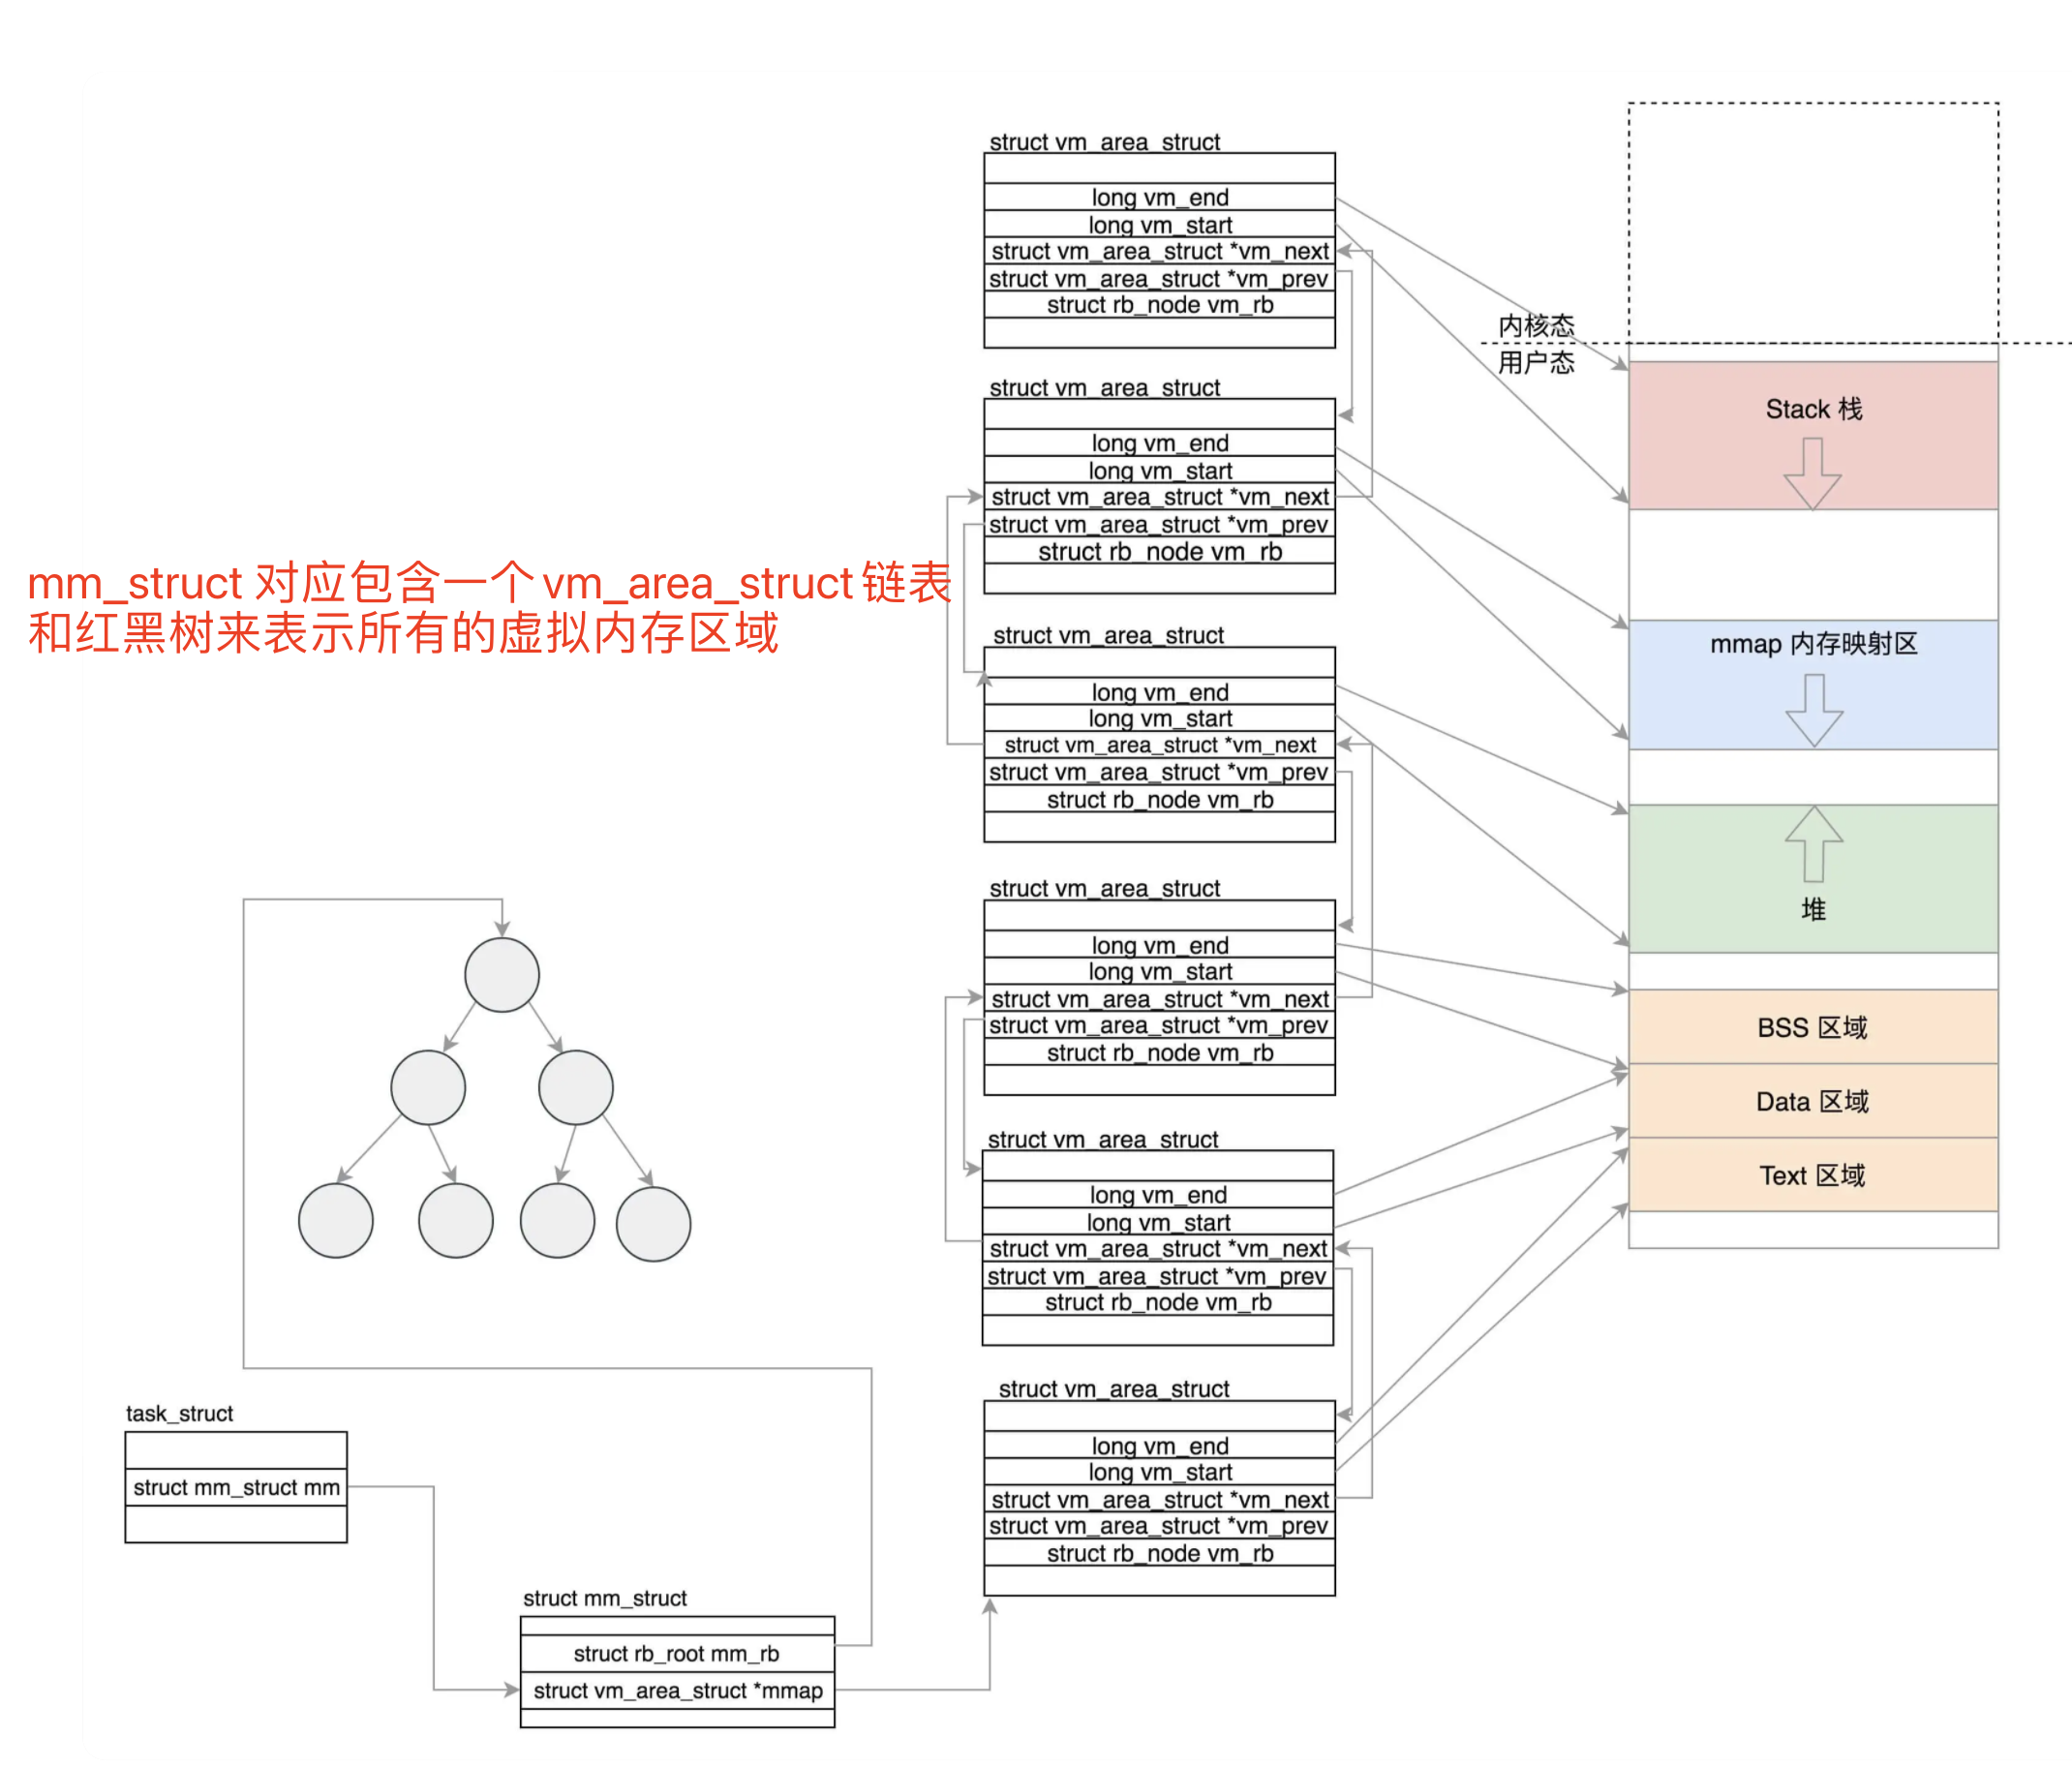 struct vm_area_struct
long vm_end
long vm_start
struct vm_area_struct *vm_next
struct vm_area_struct *vm_prev
struct rb_node vm_rb
内核态
用户态
Stack 栈
struct vm_area_struct
long vm_end
long vm_start
struct vm_area_struct *vm_next
struct vm_area_struct *vm_prev
struct rb_node vm_rb
mm_struct 对应包含一个 vm_area_struct 链表
和红黑树来表示所有的虚拟内存区域
mmap 内存映射区
struct vm_area_struct
long vm_end
long vm_start
struct vm_area_struct *vm_next
struct vm_area_struct *vm_prev
struct rb_node vm_rb
堆
struct vm_area_struct
long vm_end
long vm_start
struct vm_area_struct *vm_next
struct vm_area_struct *vm_prev
struct rb_node vm_rb
BSS 区域
Data 区域
Text 区域
struct vm_area_struct
long vm_end
long vm_start
struct vm_area_struct *vm_next
struct vm_area_struct *vm_prev
struct rb_node vm_rb
struct vm_area_struct
long vm_end
long vm_start
struct vm_area_struct *vm_next
struct vm_area_struct *vm_prev
struct rb_node vm_rb
task_struct
struct mm_struct mm
struct mm_struct
struct rb_root mm_rb
struct vm_area_struct *mmap